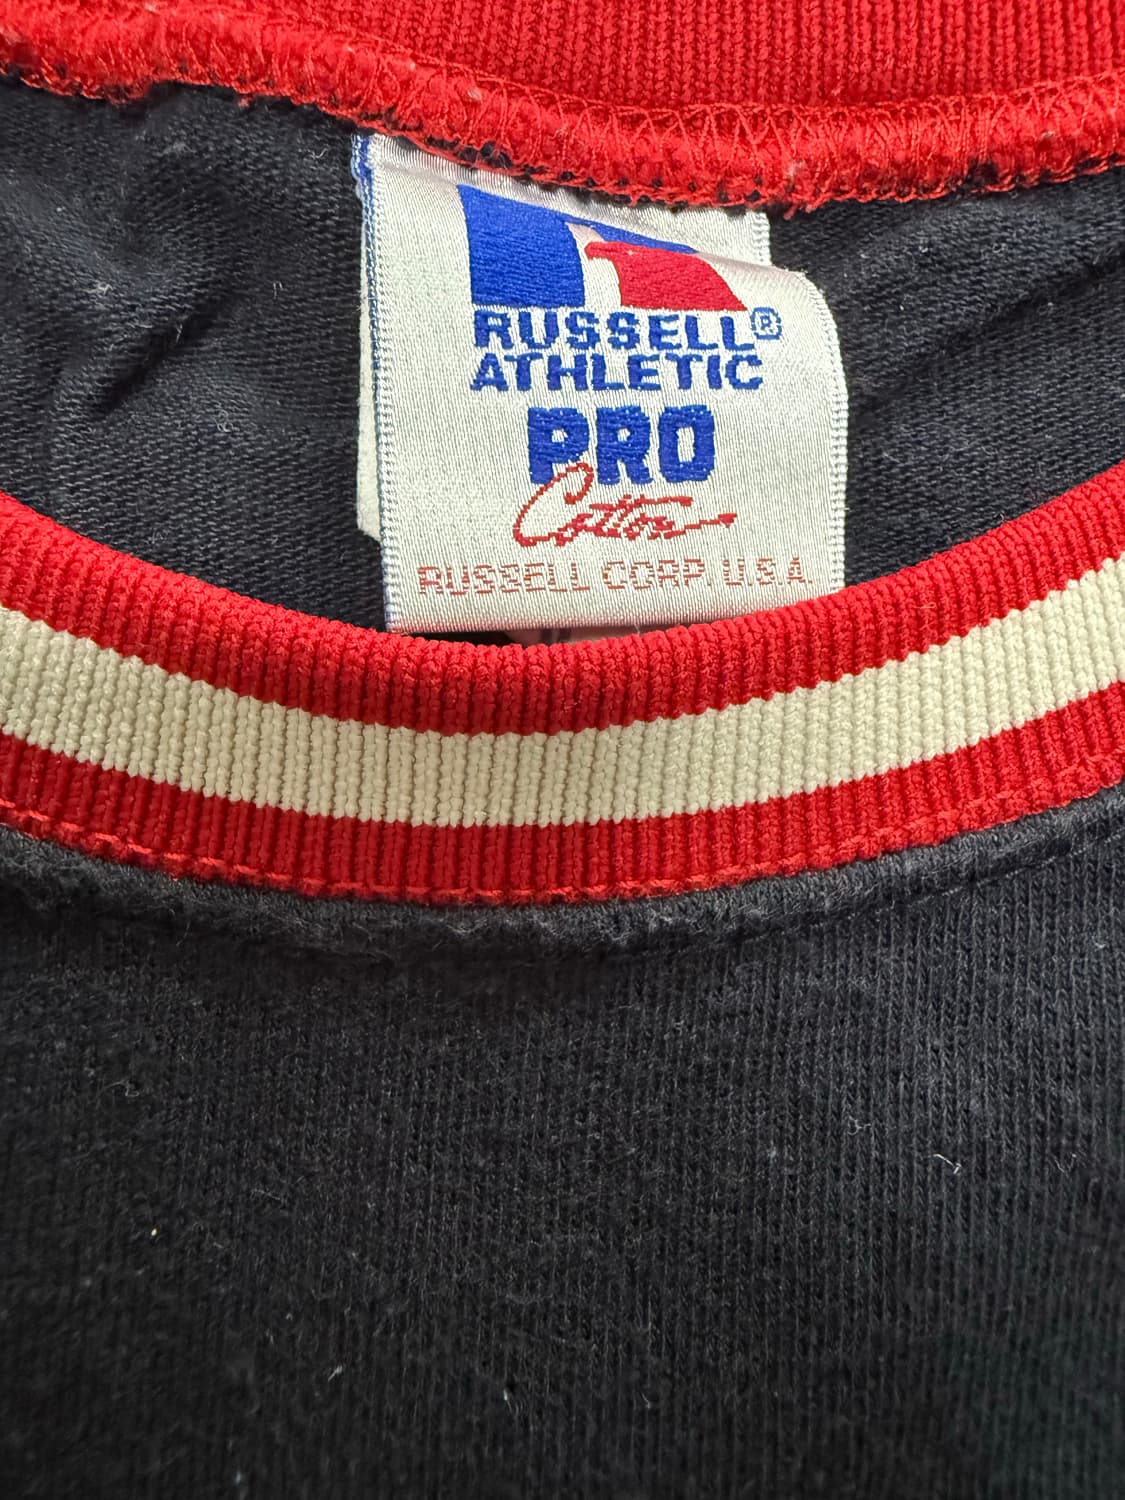 RUSSELL®
ATHLETIC
PRO
Cotton
RUSSELL CORP. U.S.A.